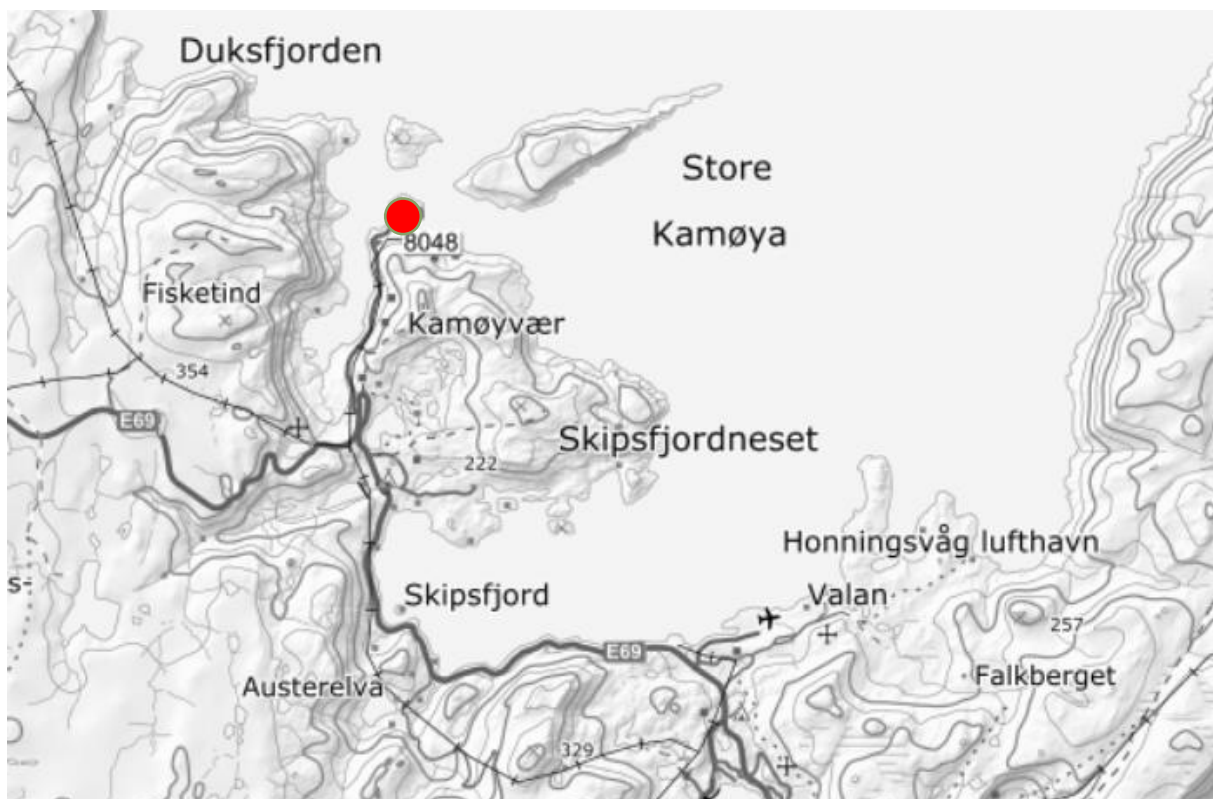 Duksfjorden
Store
Kamøya
8048
Fisketind
Kamøyvær
354
E69
Skipsfjordneset
222
Honningsvåg lufthavn
s-
Skipsfjord
Valan
257
E69
Austerelva
Falkberget
329